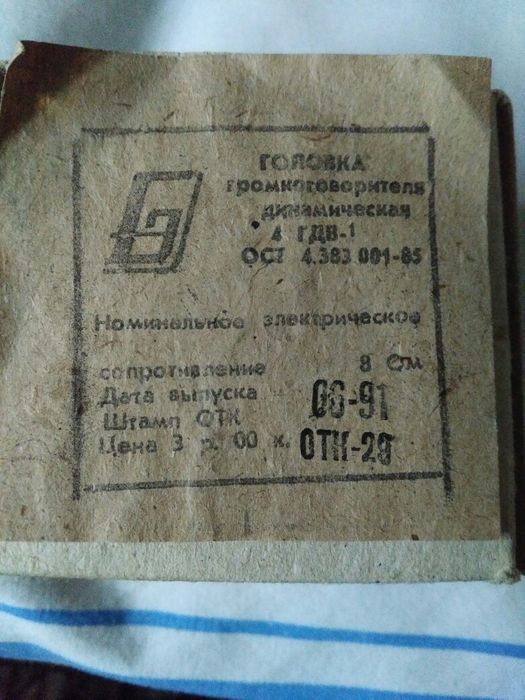 ГОЛОВКА
громкоговорителя
динамическая
4 ГДВ-1
ОСТ 4.383 001-85
Номинальное электрическое
сопротивление 8 Ом
Дата выпуска 06-91
Штамп ОТК ОТК-29
Цена 3 р. 00 к.